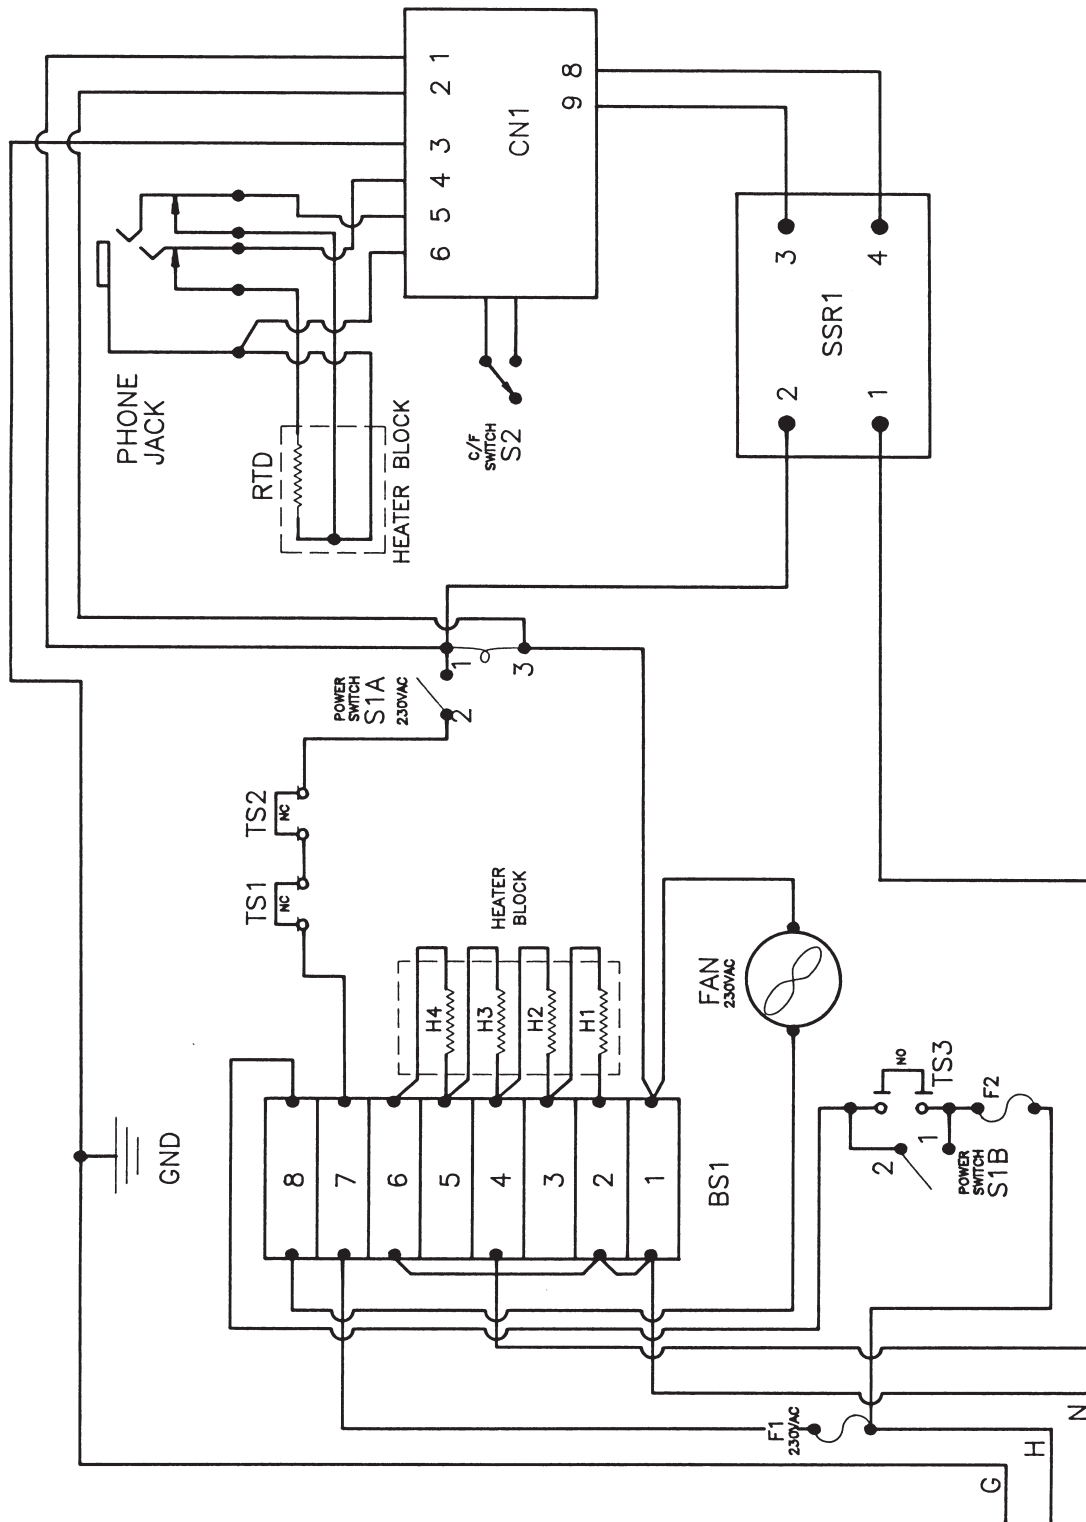 1
2
3
4
5
6
8
9
CN1
PHONE
JACK
RTD
HEATER BLOCK
C/F
SWITCH
S2
3
4
SSR1
2
1
POWER
SWITCH
S1A
230VAC
1
2
3
TS2
NC
TS1
NC
HEATER
BLOCK
H4
H3
H2
H1
FAN
230VAC
GND
8
7
6
5
4
3
2
1
BS1
NO
TS3
F2
2
1
POWER
SWITCH
S1B
F1
230VAC
N
H
G